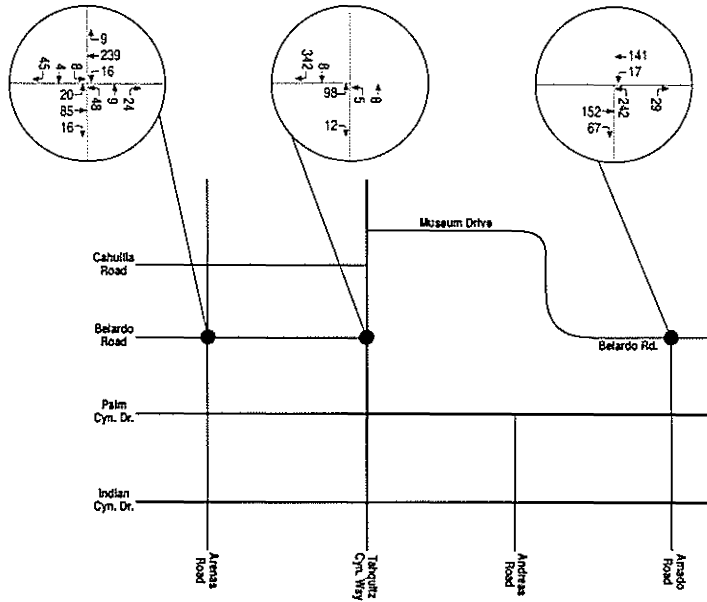 9
239
16
45
4
8
20
85
16
48
9
24
342
8
98
5
8
12
141
17
152
67
242
29
Museum Drive
Cahuilla
Road
Belardo
Road
Belardo Rd.
Palm
Cyn. Dr.
Indian
Cyn. Dr.
Arenas
Road
Tahquitz
Cyn. Way
Andreas
Road
Amado
Road